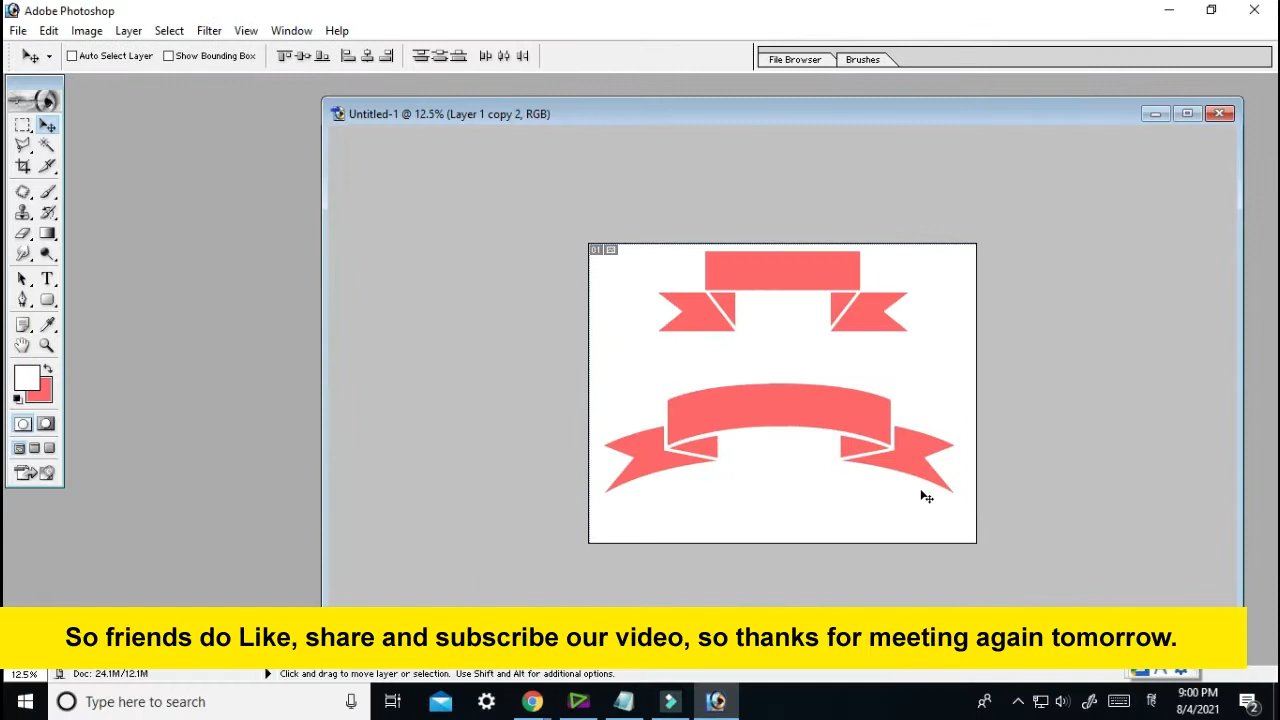 Adobe Photoshop
File Edit Image Layer Select Filter View Window Help
Auto Select Layer Show Bounding Box File Browser Brushes
Untitled-1 @ 12.5% (Layer 1 copy 2, RGB)
01
So friends do Like, share and subscribe our video, so thanks for meeting again tomorrow.
12.5% Doc: 24.1M/12.1M Click and drag to move layer or selection. Use Shift and Alt for additional options.
Type here to search
हिं
9:00 PM
8/4/2021
2